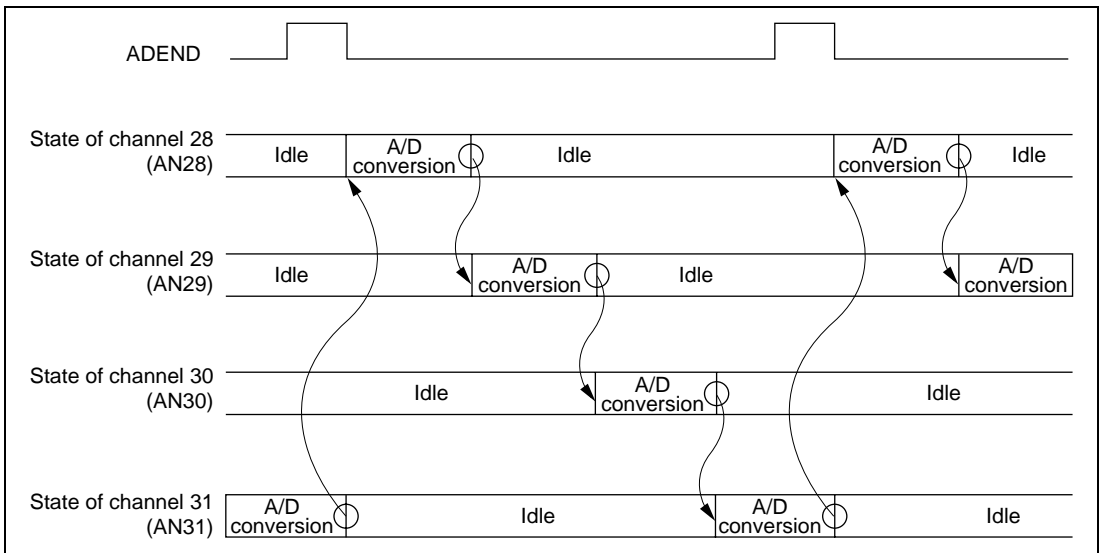 ADEND
State of channel 28
(AN28)
Idle
A/D
conversion
Idle
A/D
conversion
Idle
State of channel 29
(AN29)
Idle
A/D
conversion
Idle
A/D
conversion
State of channel 30
(AN30)
Idle
A/D
conversion
Idle
State of channel 31
(AN31)
A/D
conversion
Idle
A/D
conversion
Idle